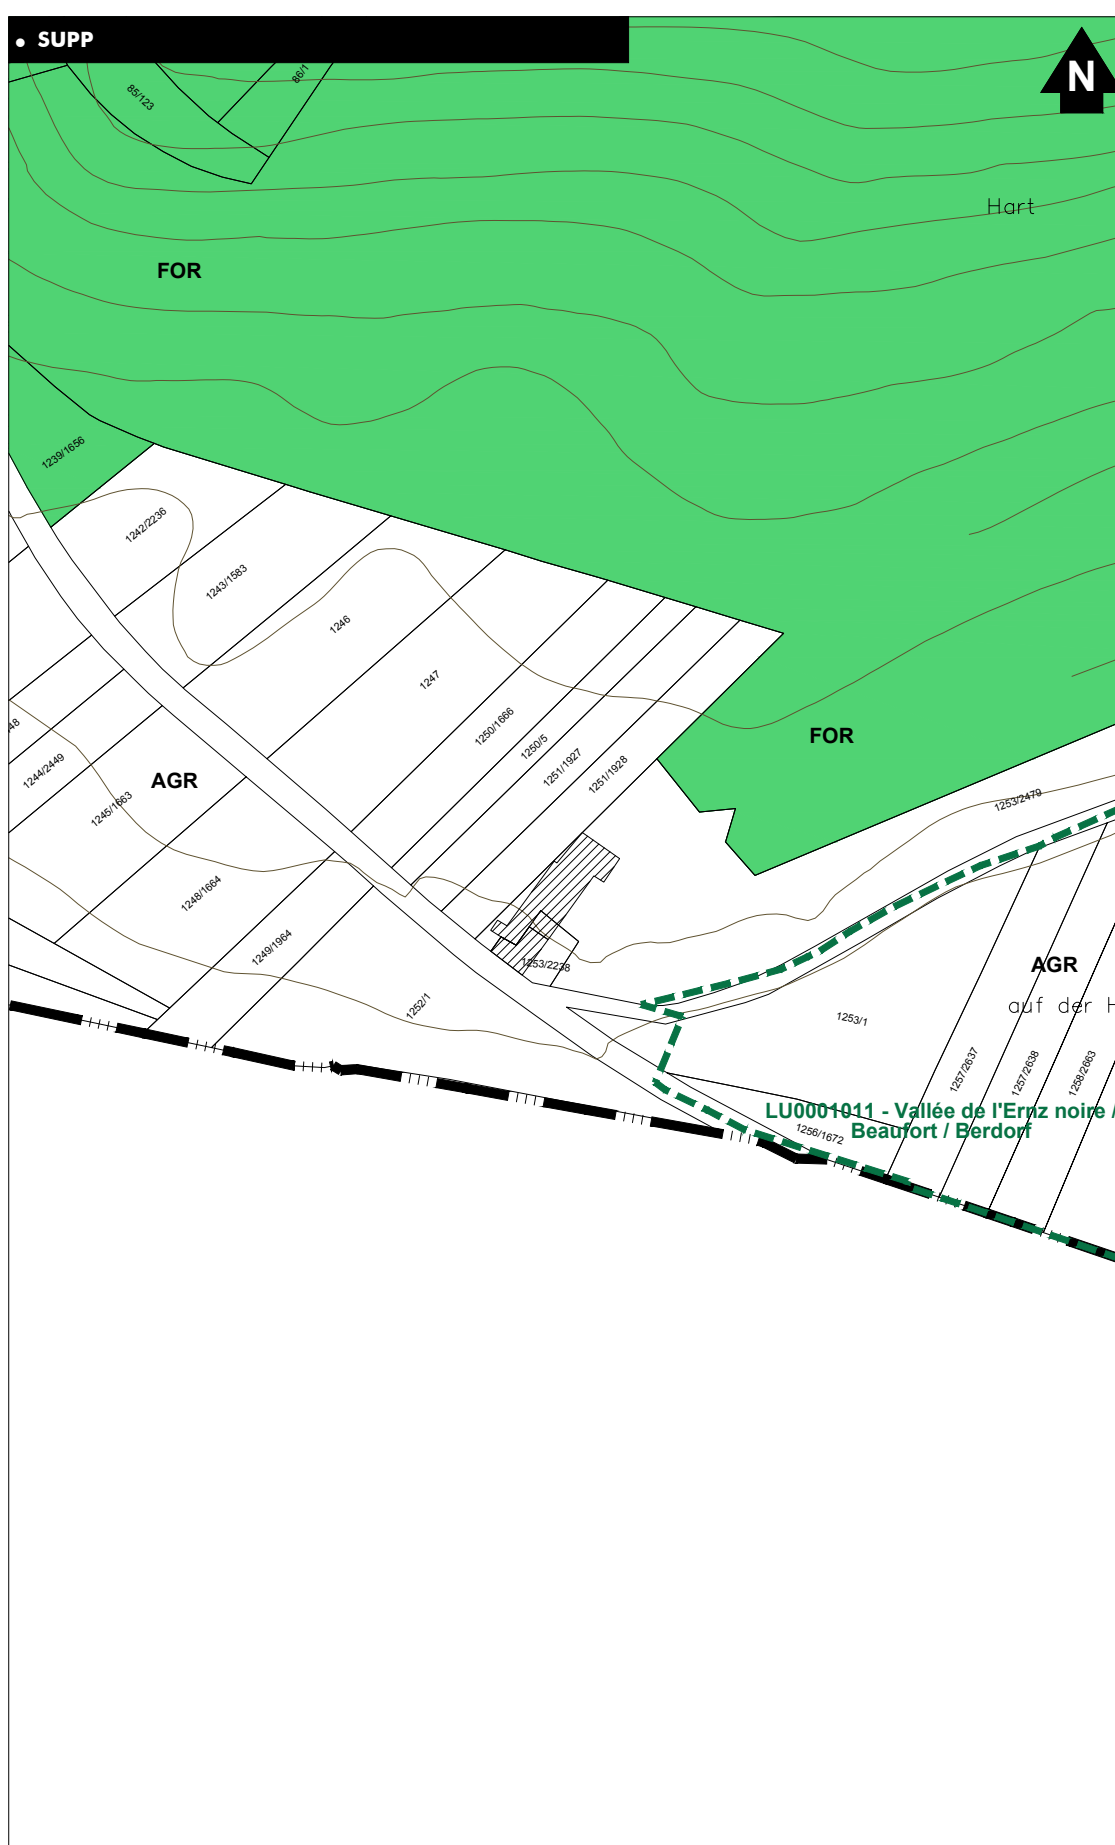 • SUPP
N
86/1
85/123
Hart
FOR
1239/1656
1242/2236
1243/1583
1246
1247
1250/1666
1250/5
1251/1927
1251/1928
FOR
48
1244/2449
AGR
1245/1663
1253/2479
1248/1664
1249/1964
1253/2238
1252/1
AGR
auf der H
1253/1
1257/2637
1257/2638
1258/2663
LU0001011 - Vallée de l'Ernz noire /
Beaufort / Berdorf
1256/1672